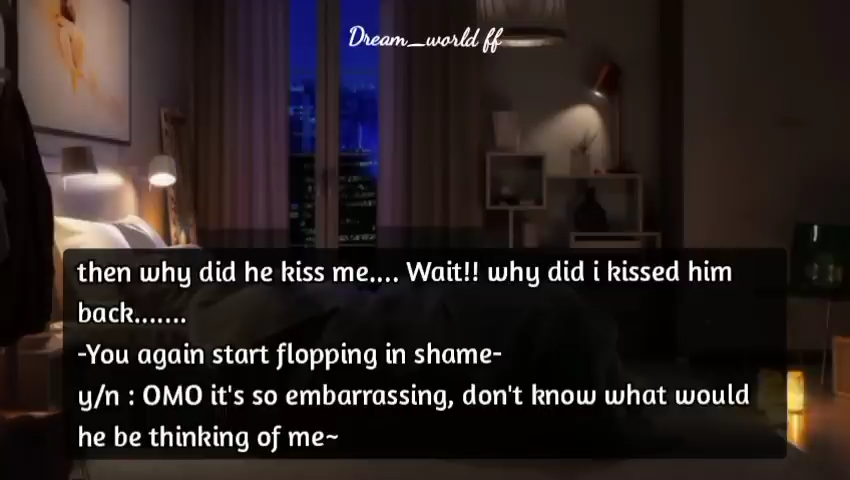 Dream_world ff
then why did he kiss me.... Wait!! why did i kissed him
back.......
-You again start flopping in shame-
y/n : OMO it's so embarrassing, don't know what would
he be thinking of me~